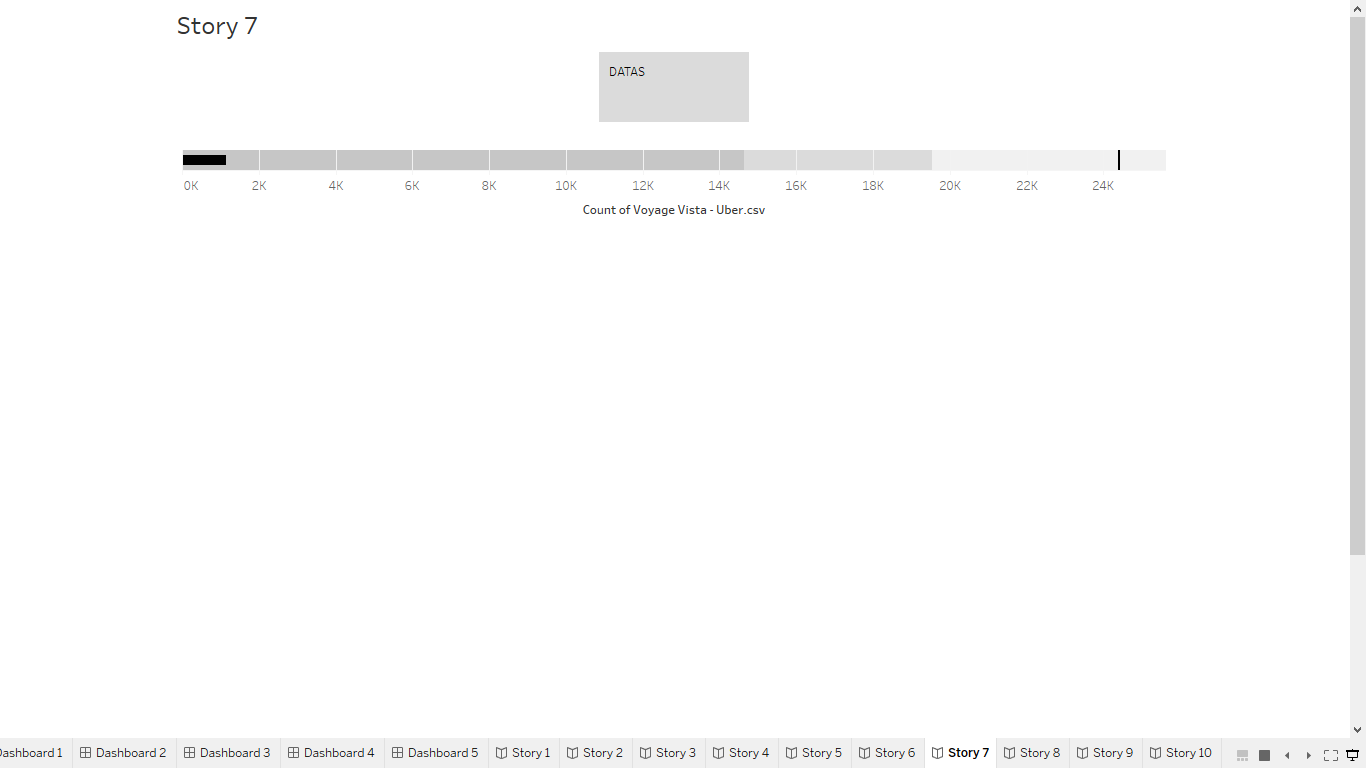 Story 7
DATAS
0K 2K 4K 6K 8K 10K 12K 14K 16K 18K 20K 22K 24K
Count of Voyage Vista - Uber.csv
Dashboard 1 Dashboard 2 Dashboard 3 Dashboard 4 Dashboard 5 Story 1 Story 2 Story 3 Story 4 Story 5 Story 6 Story 7 Story 8 Story 9 Story 10